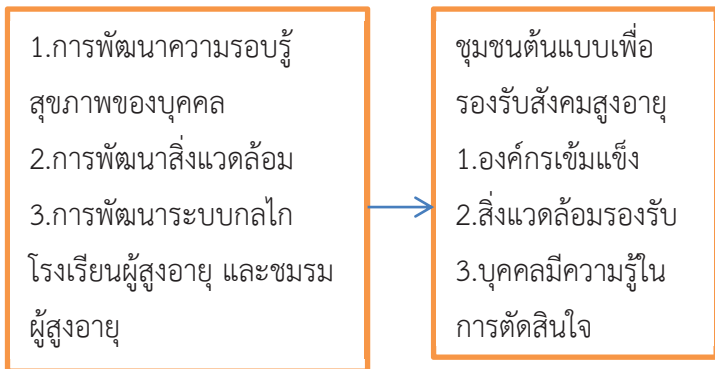 1.การพัฒนาความรอบรู้
สุขภาพของบุคคล
2.การพัฒนาสิ่งแวดล้อม
3.การพัฒนาระบบกลไก
โรงเรียนผู้สูงอายุ และชมรม
ผู้สูงอายุ
ชุมชนต้นแบบเพื่อ
รองรับสังคมสูงอายุ
1.องค์กรเข้มแข็ง
2.สิ่งแวดล้อมรองรับ
3.บุคคลมีความรู้ใน
การตัดสินใจ